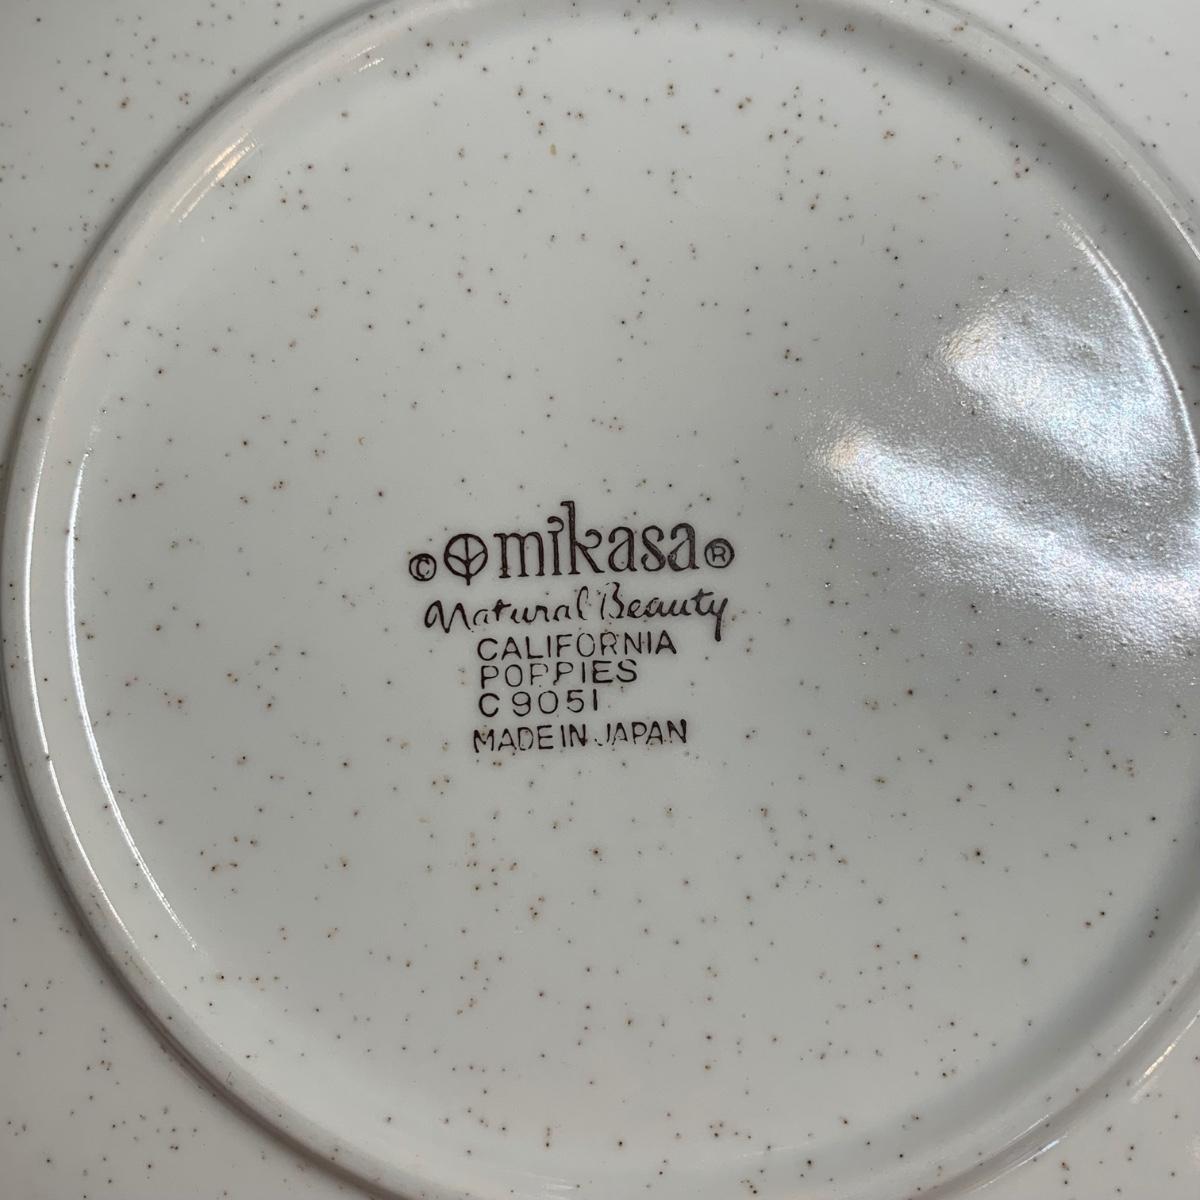 © mikasa ®
Natural Beauty
CALIFORNIA
POPPIES
C 9051
MADE IN JAPAN